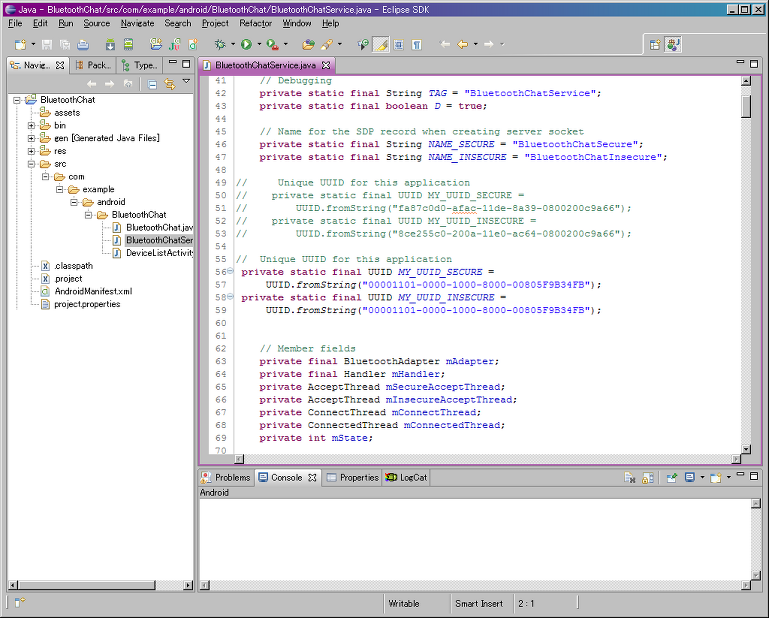 Java - BluetoothChat/src/com/example/android/BluetoothChat/BluetoothChatService.java - Eclipse SDK
File Edit Run Source Navigate Search Project Refactor Window Help
Navig... Pack... Type...
BluetoothChatService.java
BluetoothChat
assets
bin
gen [Generated Java Files]
res
src
com
example
android
BluetoothChat
BluetoothChat.jav
BluetoothChatSer
DeviceListActivity
.classpath
.project
AndroidManifest.xml
project.properties
41 // Debugging
42 private static final String TAG = "BluetoothChatService";
43 private static final boolean D = true;
44
45 // Name for the SDP record when creating server socket
46 private static final String NAME_SECURE = "BluetoothChatSecure";
47 private static final String NAME_INSECURE = "BluetoothChatInsecure";
48
49 // Unique UUID for this application
50 // private static final UUID MY_UUID_SECURE =
51 // UUID.fromString("fa87c0d0-afac-11de-8a39-0800200c9a66");
52 // private static final UUID MY_UUID_INSECURE =
53 // UUID.fromString("8ce255c0-200a-11e0-ac64-0800200c9a66");
54
55 // Unique UUID for this application
56 private static final UUID MY_UUID_SECURE =
57 UUID.fromString("00001101-0000-1000-8000-00805F9B34FB");
58 private static final UUID MY_UUID_INSECURE =
59 UUID.fromString("00001101-0000-1000-8000-00805F9B34FB");
60
61
62 // Member fields
63 private final BluetoothAdapter mAdapter;
64 private final Handler mHandler;
65 private AcceptThread mSecureAcceptThread;
66 private AcceptThread mInsecureAcceptThread;
67 private ConnectThread mConnectThread;
68 private ConnectedThread mConnectedThread;
69 private int mState;
70
Problems Console Properties LogCat
Android
Writable Smart Insert 2 : 1